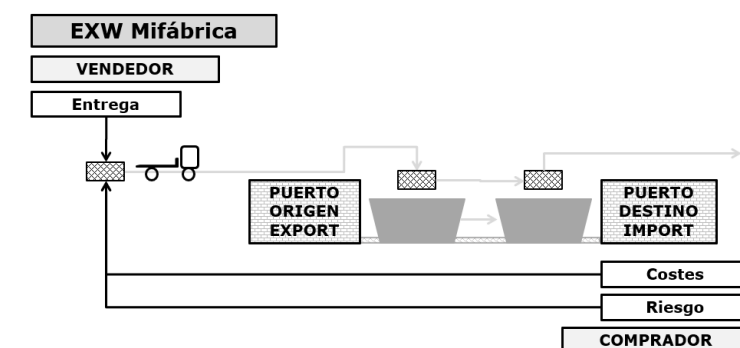 EXW Mifábrica
VENDEDOR
Entrega
PUERTO
ORIGEN
EXPORT
PUERTO
DESTINO
IMPORT
Costes
Riesgo
COMPRADOR